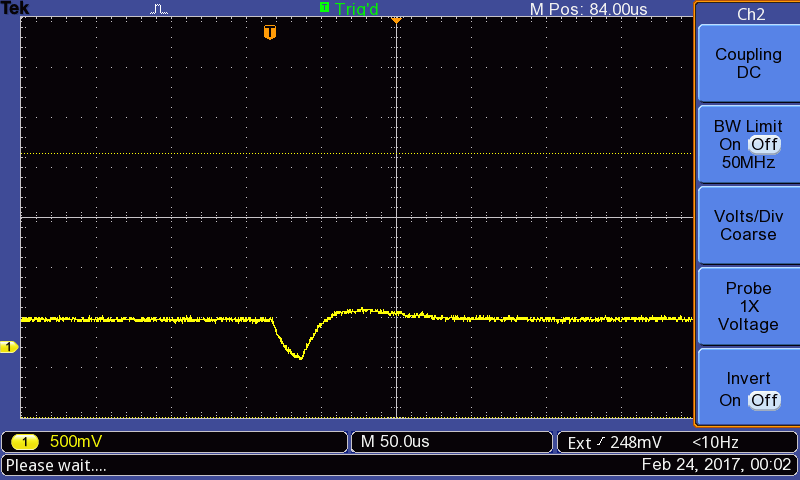 Tek
T Trig'd
M Pos: 84.00us
Ch2
T
Coupling
DC
BW Limit
On Off
50MHz
Volts/Div
Coarse
Probe
1X
Voltage
1
Invert
On Off
1 500mV
M 50.0us
Ext 248mV
<10Hz
Please wait....
Feb 24, 2017, 00:02